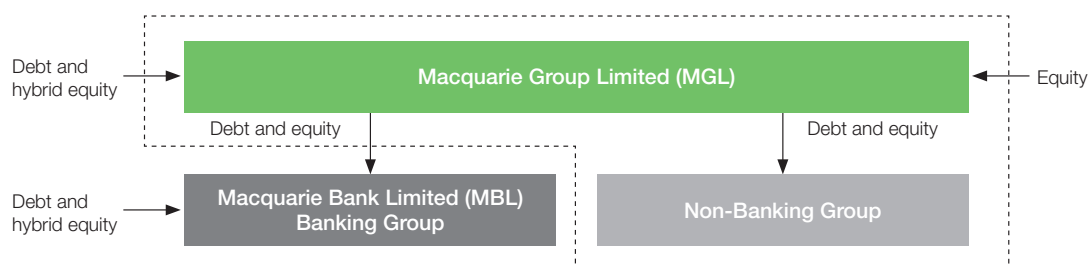 Debt and
hybrid equity
Macquarie Group Limited (MGL)
Equity
Debt and equity
Debt and equity
Debt and
hybrid equity
Macquarie Bank Limited (MBL)
Banking Group
Non-Banking Group